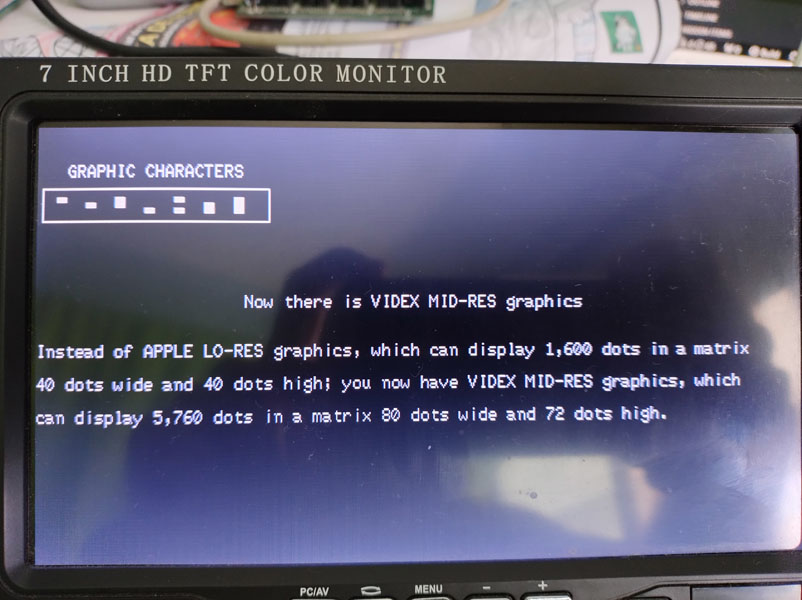 7 INCH HD TFT COLOR MONITOR
GRAPHIC CHARACTERS
Now there is VIDEX MID-RES graphics
Instead of APPLE LO-RES graphics, which can display 1,600 dots in a matrix
40 dots wide and 40 dots high; you now have VIDEX MID-RES graphics, which
can display 5,760 dots in a matrix 80 dots wide and 72 dots high.
PC/AV MENU − +